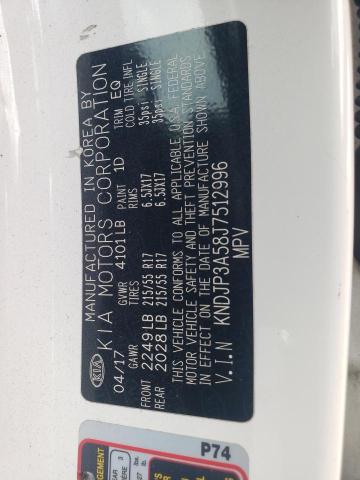 MANUFACTURED IN KOREA BY
KIA MOTORS CORPORATION
KIA
04/17 GVWR 4101LB PAINT 1D TRIM EQ
GAWR TIRES RIMS COLD TIRE INFL
FRONT 2249LB 215/55 R17 6.5JX17 35psi SINGLE
REAR 2028LB 215/55 R17 6.5JX17 35psi SINGLE
THIS VEHICLE CONFORMS TO ALL APPLICABLE U.S.A. FEDERAL
MOTOR VEHICLE SAFETY AND THEFT PREVENTION STANDARDS
IN EFFECT ON THE DATE OF MANUFACTURE SHOWN ABOVE
V.I.N KNDJP3A58J7512996
MPV
P74